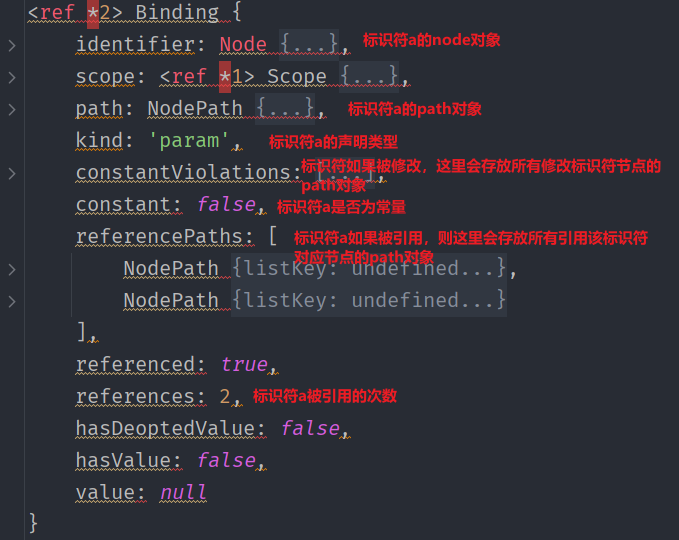 <ref *2> Binding {
identifier: Node {...}, 标识符a的node对象
scope: <ref *1> Scope {...},
path: NodePath {...}, 标识符a的path对象
kind: 'param', 标识符a的声明类型
constantViolations: [...], 标识符如果被修改，这里会存放所有修改标识符节点的
path对象
constant: false, 标识符a是否为常量
referencePaths: [ 标识符a如果被引用，则这里会存放所有引用该标识符
对应节点的path对象
NodePath {listKey: undefined...},
NodePath {listKey: undefined...}
],
referenced: true,
references: 2, 标识符a被引用的次数
hasDeoptedValue: false,
hasValue: false,
value: null
}